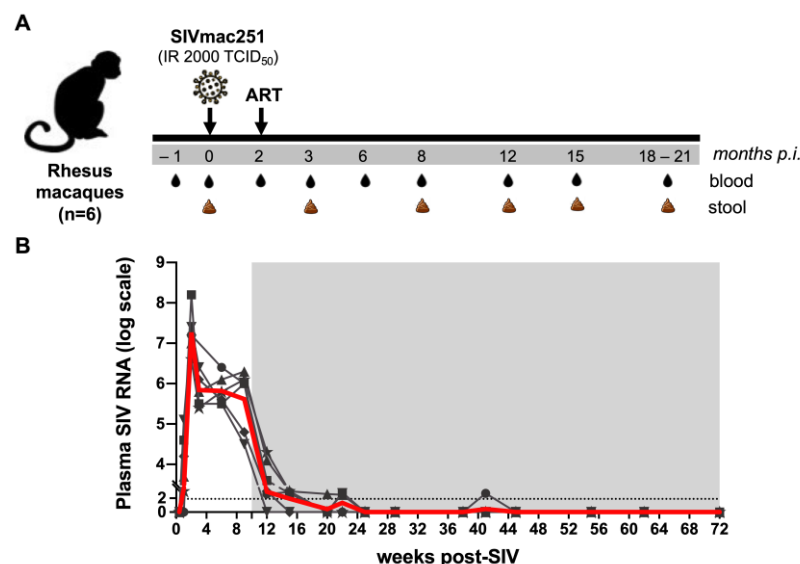 A
SIVmac251
(IR 2000 TCID50)
ART
– 1 0 2 3 6 8 12 15 18 – 21 months p.i.
Rhesus
macaques
(n=6)
blood
stool
B
Plasma SIV RNA (log scale)
9
8
7
6
5
4
2
0
0 4 8 12 16 20 24 28 32 36 40 44 48 52 56 60 64 68 72
weeks post-SIV